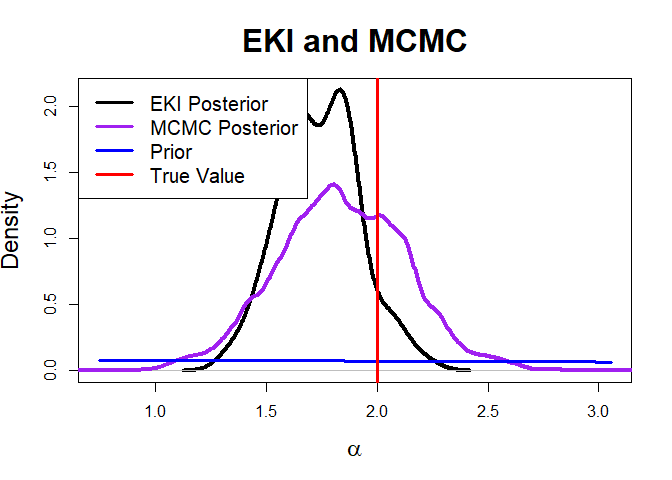 EKI and MCMC
EKI Posterior
MCMC Posterior
Prior
True Value
Density
0.0
0.5
1.0
1.5
2.0
1.0
1.5
2.0
2.5
3.0
α